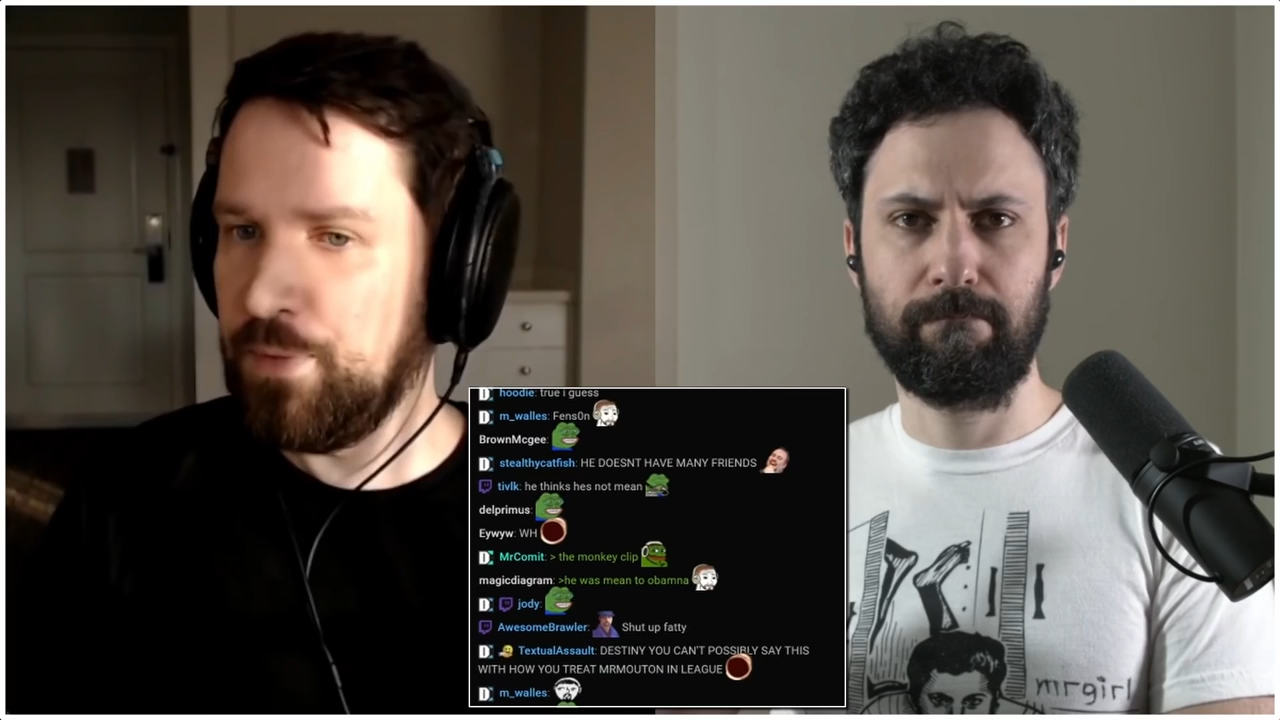 hoodie: true i guess
m_walles: Fens0n
BrownMcgee:
stealthycatfish: HE DOESNT HAVE MANY FRIENDS
tivlk: he thinks hes not mean
delprimus:
Eywyw: WH
MrComit: > the monkey clip
magicdiagram: >he was mean to obamna
jody:
AwesomeBrawler: Shut up fatty
TextualAssault: DESTINY YOU CAN'T POSSIBLY SAY THIS
WITH HOW YOU TREAT MRMOUTON IN LEAGUE
m_walles:
mrgirl